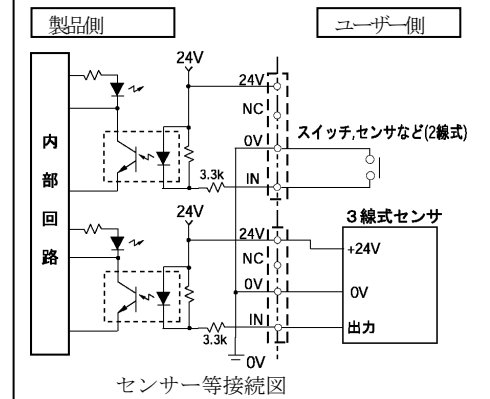 製品側
ユーザー側
内部回路
24V
24V
NC
0V
IN
3.3k
スイッチ,センサなど(2線式)
24V
24V
NC
0V
IN
3.3k
0V
3線式センサ
+24V
0V
出力
センサー等接続図